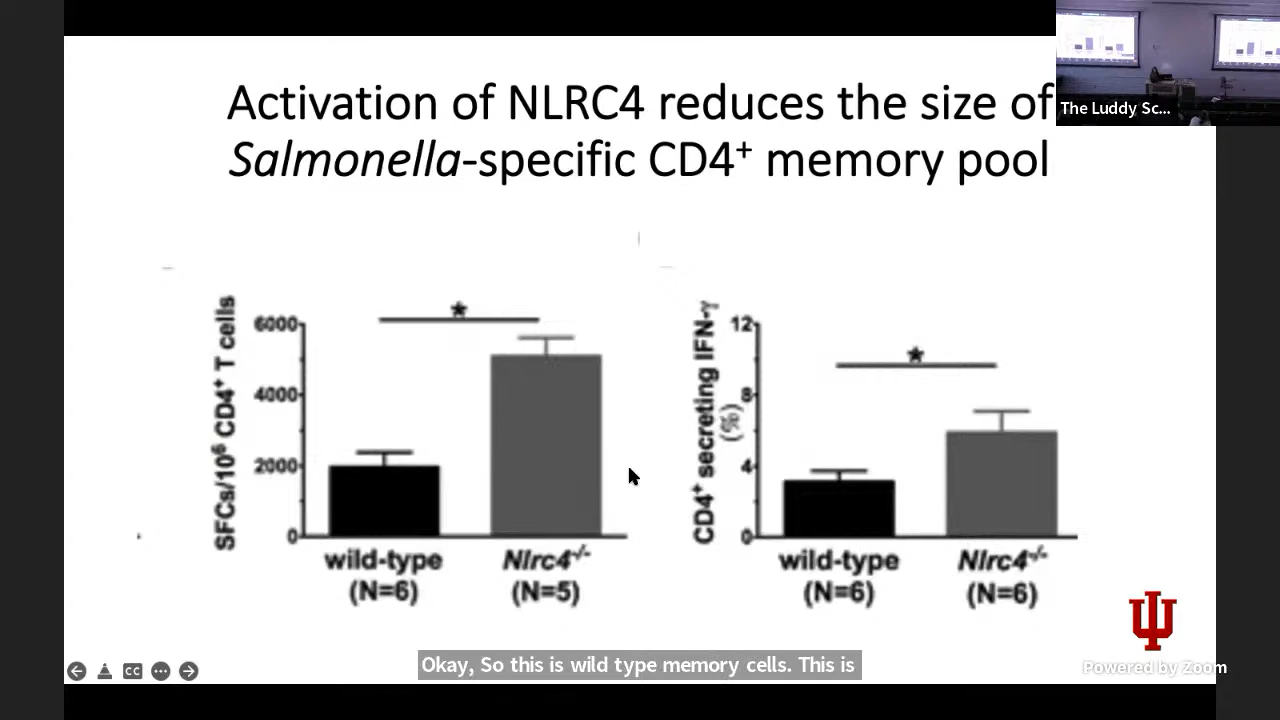 Activation of NLRC4 reduces the size of
Salmonella-specific CD4⁺ memory pool
The Luddy Sc...
SFCs/10⁶ CD4⁺ T cells
6000
4000
2000
0
*
wild-type
(N=6)
Nlrc4⁻/⁻
(N=5)
CD4⁺ secreting IFN-γ
(%)
12
8
4
0
*
wild-type
(N=6)
Nlrc4⁻/⁻
(N=6)
CC
Okay, So this is wild type memory cells. This is
Powered by Zoom